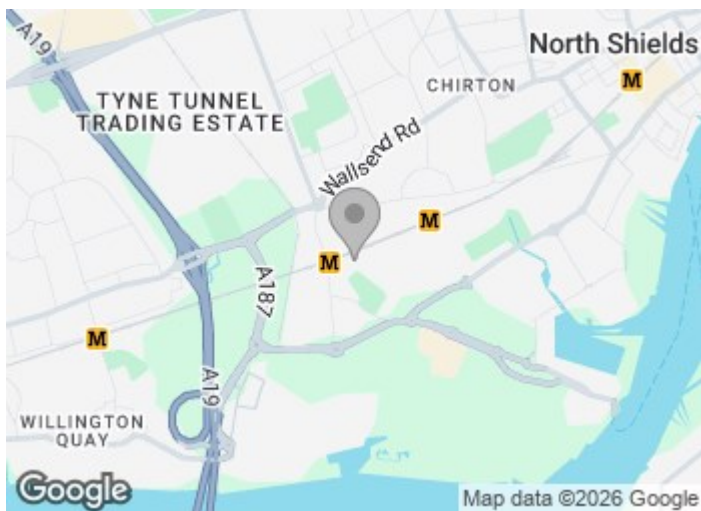 A19
North Shields
M
CHIRTON
TYNE TUNNEL
TRADING ESTATE
Wallsend Rd
M
M
A187
M
A19
WILLINGTON
QUAY
Google
Map data ©2026 Google